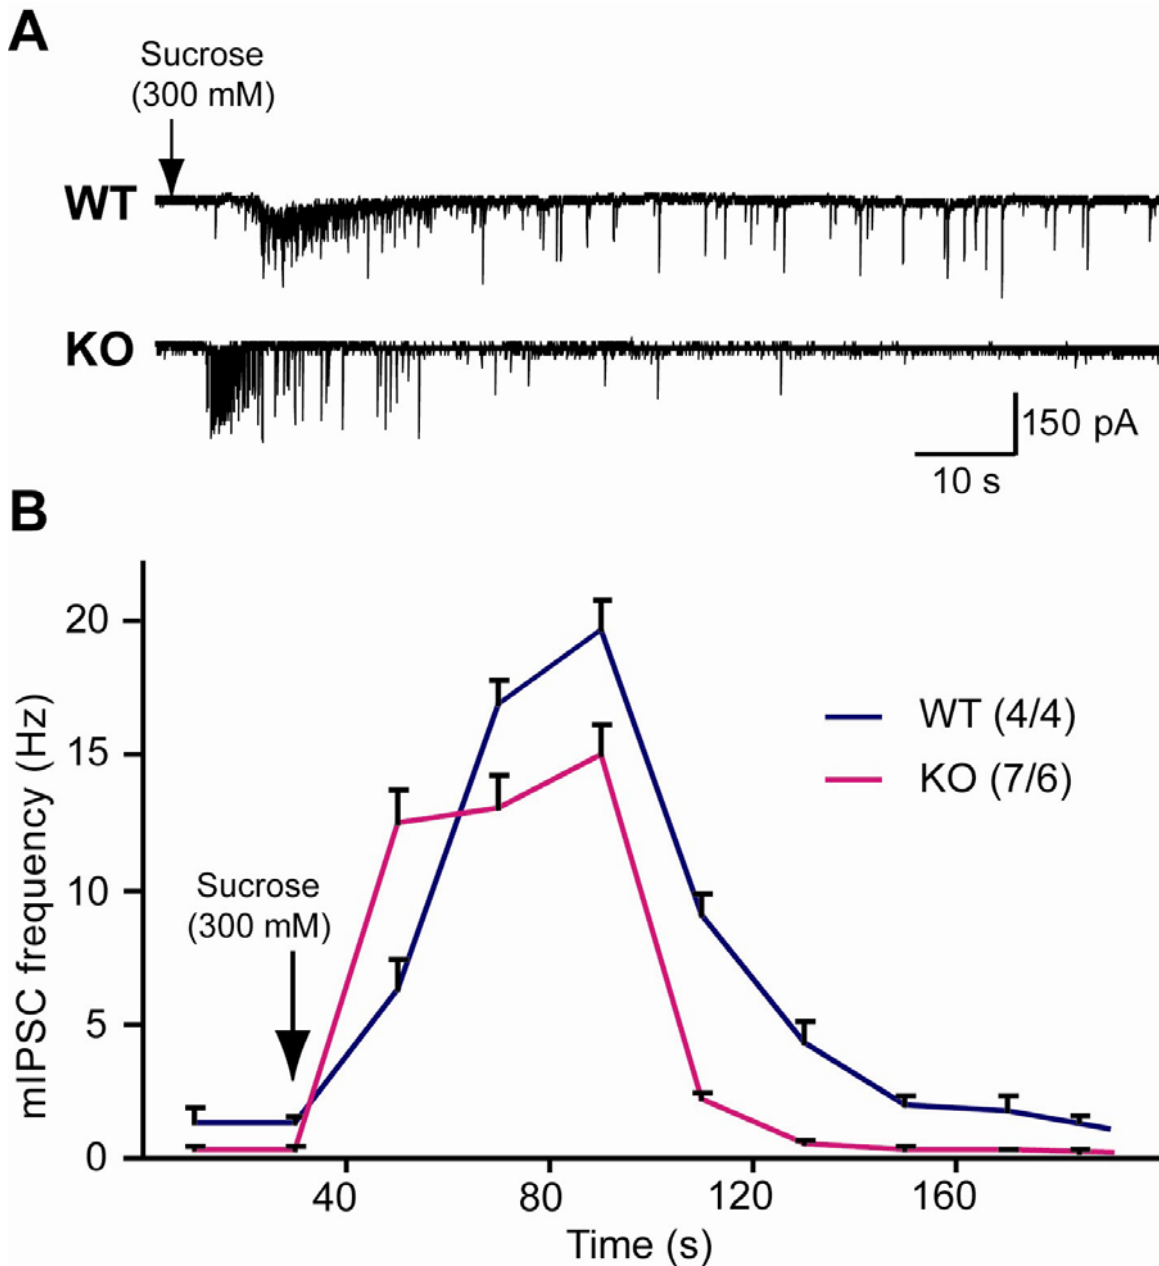 A
Sucrose
(300 mM)
WT
KO
150 pA
10 s
B
mIPSC frequency (Hz)
20
15
10
5
0
Sucrose
(300 mM)
WT (4/4)
KO (7/6)
40
80
120
160
Time (s)